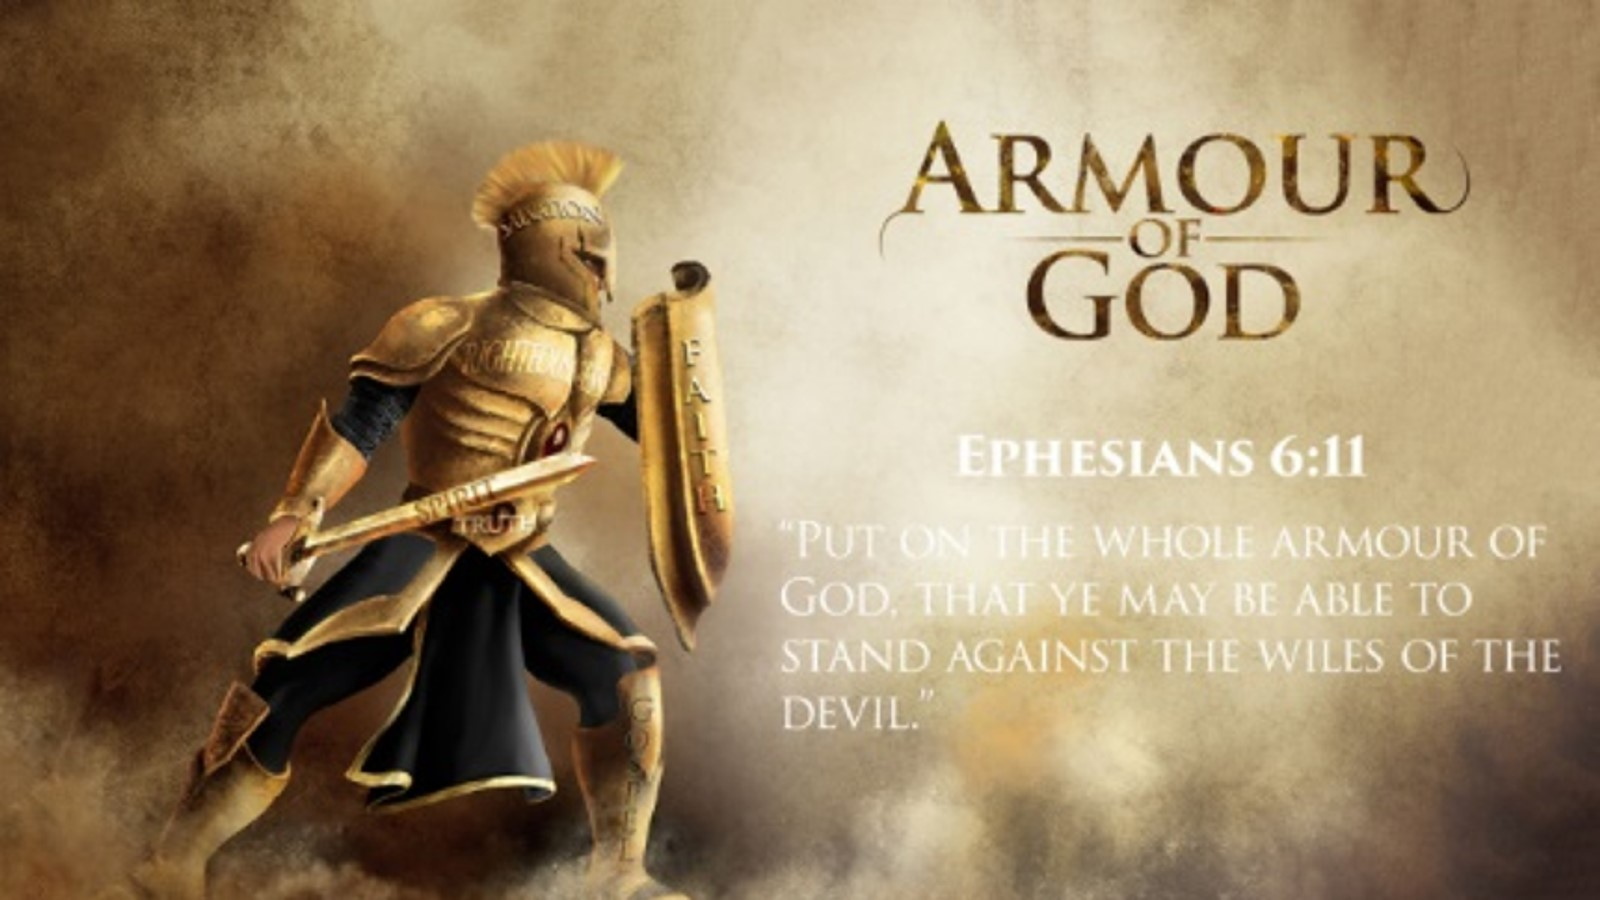 ARMOUR
OF
GOD
EPHESIANS 6:11
“PUT ON THE WHOLE ARMOUR OF
GOD, THAT YE MAY BE ABLE TO
STAND AGAINST THE WILES OF THE
DEVIL.”
FAITH
SPIRIT
TRUTH
GOSPEL